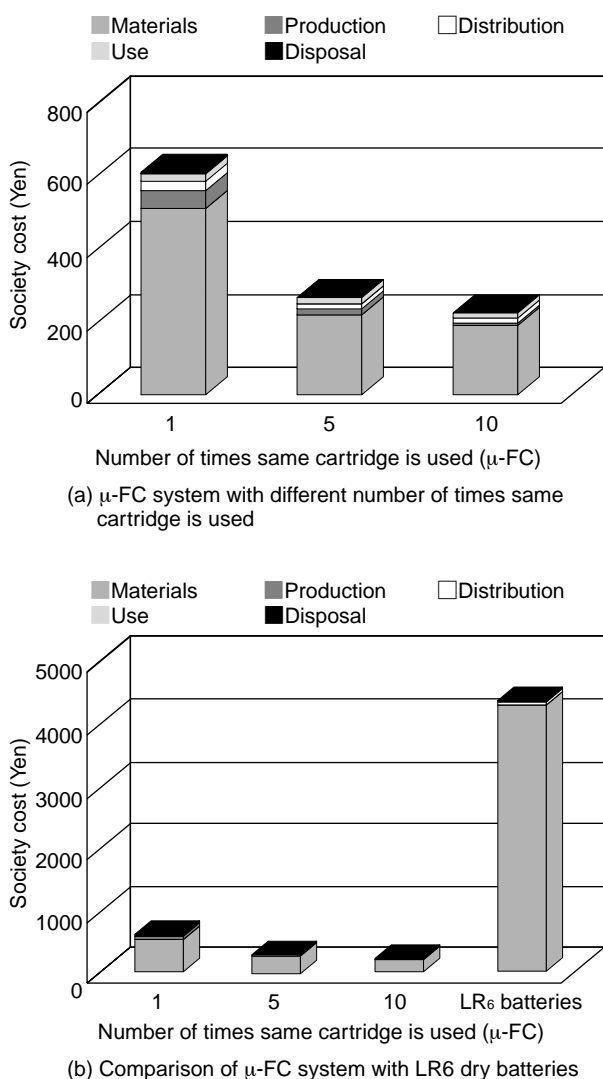 Materials Production Distribution
Use Disposal
800
600
400
200
0
Society cost (Yen)
1 5 10
Number of times same cartridge is used (μ-FC)
(a) μ-FC system with different number of times same
cartridge is used
Materials Production Distribution
Use Disposal
5000
4000
3000
2000
1000
0
Society cost (Yen)
1 5 10 LR6 batteries
Number of times same cartridge is used (μ-FC)
(b) Comparison of μ-FC system with LR6 dry batteries